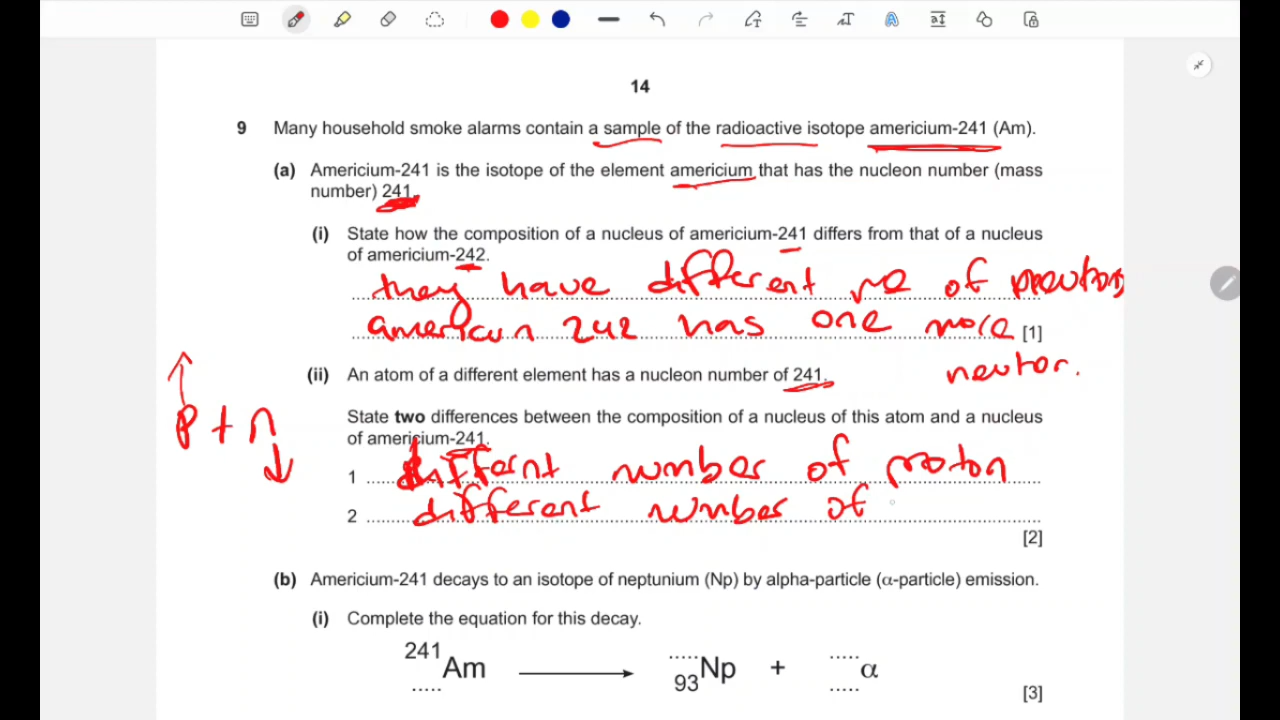 14
9 Many household smoke alarms contain a sample of the radioactive isotope americium-241 (Am).
(a) Americium-241 is the isotope of the element americium that has the nucleon number (mass
number) 241.
(i) State how the composition of a nucleus of americium-241 differs from that of a nucleus
of americium-242.
they have different no of neutons
americun 242 has one more [1]
neutor.
(ii) An atom of a different element has a nucleon number of 241.
P + n
State two differences between the composition of a nucleus of this atom and a nucleus
of americium-241.
1 differnt number of proton
2 different number of
[2]
(b) Americium-241 decays to an isotope of neptunium (Np) by alpha-particle (α-particle) emission.
(i) Complete the equation for this decay.
241 Am → ..... 93 Np + ..... α
[3]